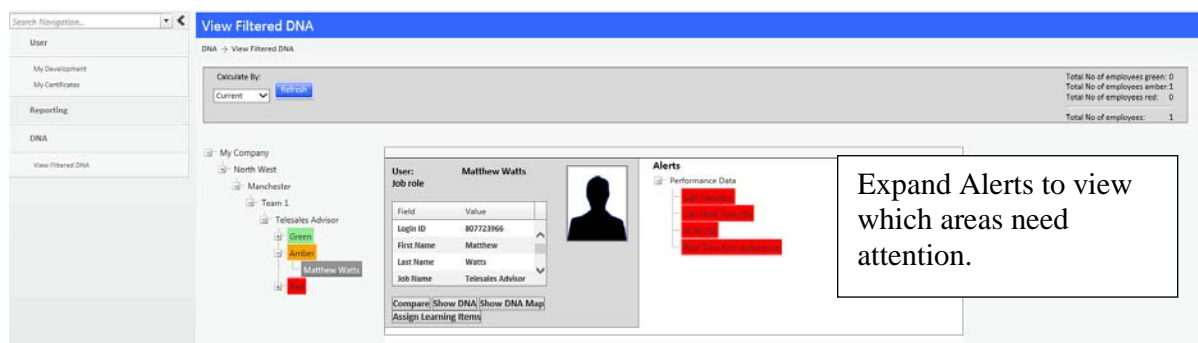 Search Navigation...
User
My Development
My Certificates
Reporting
DNA
View Filtered DNA
View Filtered DNA
DNA → View Filtered DNA
Calculate By:
Current
Refresh
Total No of employees green: 0
Total No of employees amber: 1
Total No of employees red: 0
Total No of employees: 1
My Company
North West
Manchester
Team 1
Telesales Advisor
Green
Amber
Matthew Watts
Red
User: Matthew Watts
Job role
Field Value
Login ID 807723966
First Name Matthew
Last Name Watts
Job Name Telesales Advisor
Compare Show DNA Show DNA Map
Assign Learning Items
Alerts
Performance Data
Expand Alerts to view
which areas need
attention.